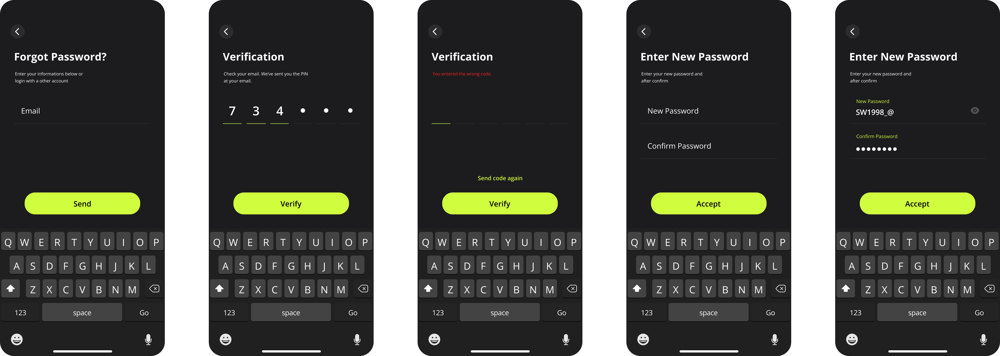 Forgot Password?
Enter your informations below or
login with a other account
Email
Send
Q W E R T Y U I O P
A S D F G H J K L
Z X C V B N M
123 space Go
Verification
Check your email. We’ve sent you the PIN
at your email.
7 3 4 • • •
Verify
Q W E R T Y U I O P
A S D F G H J K L
Z X C V B N M
123 space Go
Verification
You entered the wrong code.
Send code again
Verify
Q W E R T Y U I O P
A S D F G H J K L
Z X C V B N M
123 space Go
Enter New Password
Enter your new password and
after confirm
New Password
Confirm Password
Accept
Q W E R T Y U I O P
A S D F G H J K L
Z X C V B N M
123 space Go
Enter New Password
Enter your new password and
after confirm
New Password
SW1998_@
Confirm Password
••••••••
Accept
Q W E R T Y U I O P
A S D F G H J K L
Z X C V B N M
123 space Go